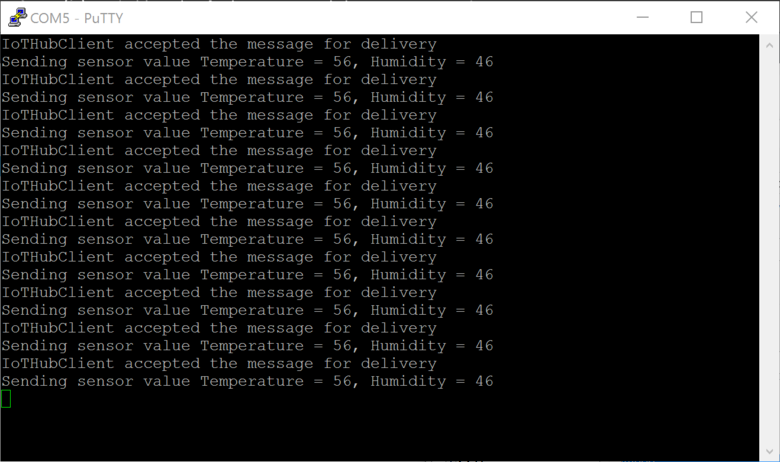 COM5 - PuTTY
IoTHubClient accepted the message for delivery
Sending sensor value Temperature = 56, Humidity = 46
IoTHubClient accepted the message for delivery
Sending sensor value Temperature = 56, Humidity = 46
IoTHubClient accepted the message for delivery
Sending sensor value Temperature = 56, Humidity = 46
IoTHubClient accepted the message for delivery
Sending sensor value Temperature = 56, Humidity = 46
IoTHubClient accepted the message for delivery
Sending sensor value Temperature = 56, Humidity = 46
IoTHubClient accepted the message for delivery
Sending sensor value Temperature = 56, Humidity = 46
IoTHubClient accepted the message for delivery
Sending sensor value Temperature = 56, Humidity = 46
IoTHubClient accepted the message for delivery
Sending sensor value Temperature = 56, Humidity = 46
IoTHubClient accepted the message for delivery
Sending sensor value Temperature = 56, Humidity = 46
IoTHubClient accepted the message for delivery
Sending sensor value Temperature = 56, Humidity = 46